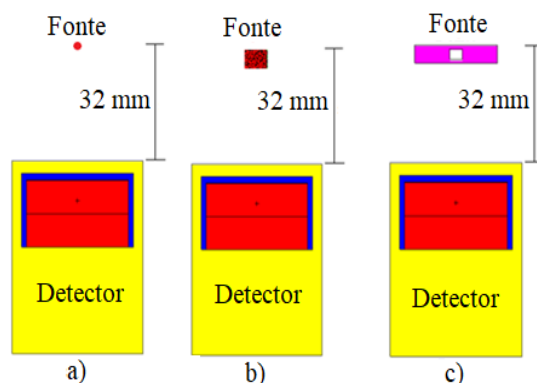 Fonte
Fonte
Fonte
32 mm
32 mm
32 mm
Detector
Detector
Detector
a)
b)
c)